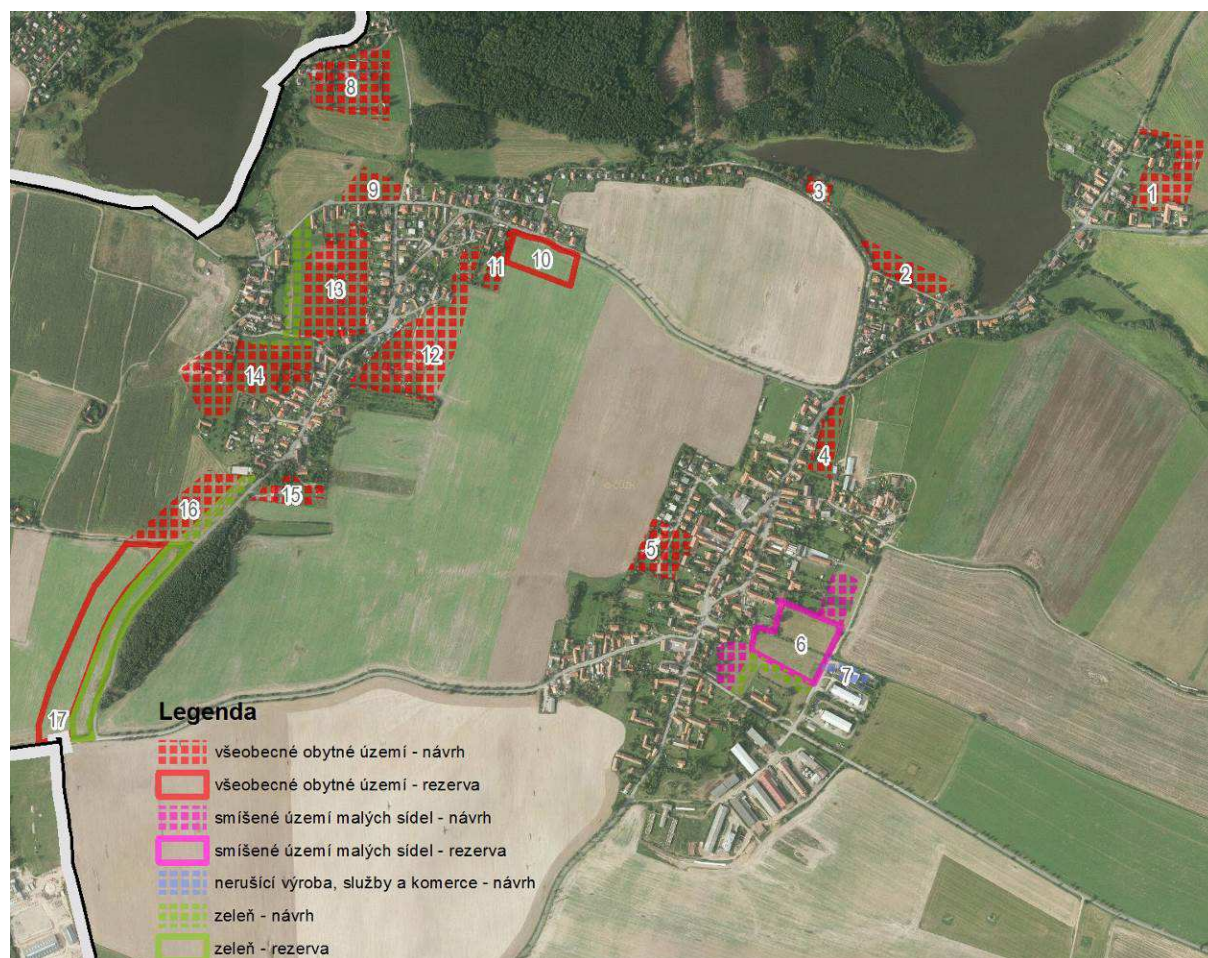 8
9
3
1
10
11
2
13
12
14
4
15
16
5
6
7
17
Legenda
všeobecné obytné území - návrh
všeobecné obytné území - rezerva
smíšené území malých sídel - návrh
smíšené území malých sídel - rezerva
nerušící výroba, služby a komerce - návrh
zeleň - návrh
zeleň - rezerva